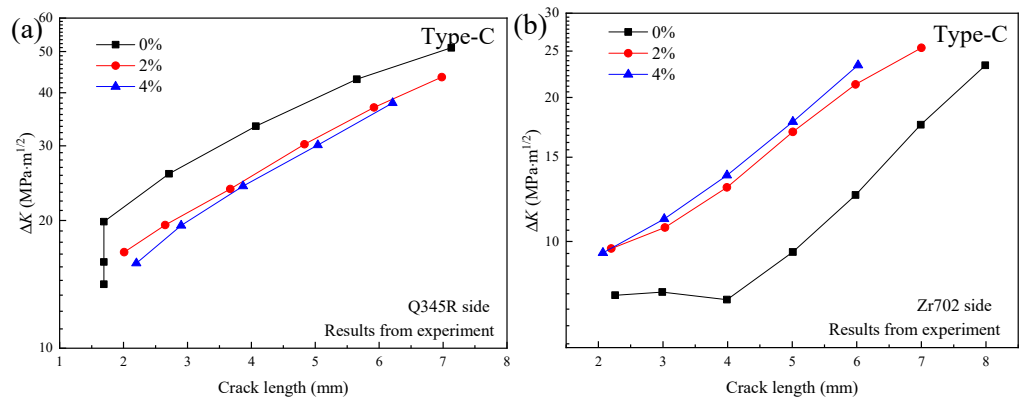 (a)
Type-C
0%
2%
4%
50
40
30
20
10
ΔK (MPa·m1/2)
Q345R side
Results from experiment
1 2 3 4 5 6 7 8
Crack length (mm)
(b)
Type-C
0%
2%
4%
30
25
20
15
10
ΔK (MPa·m1/2)
Zr702 side
Results from experiment
2 3 4 5 6 7 8
Crack length (mm)